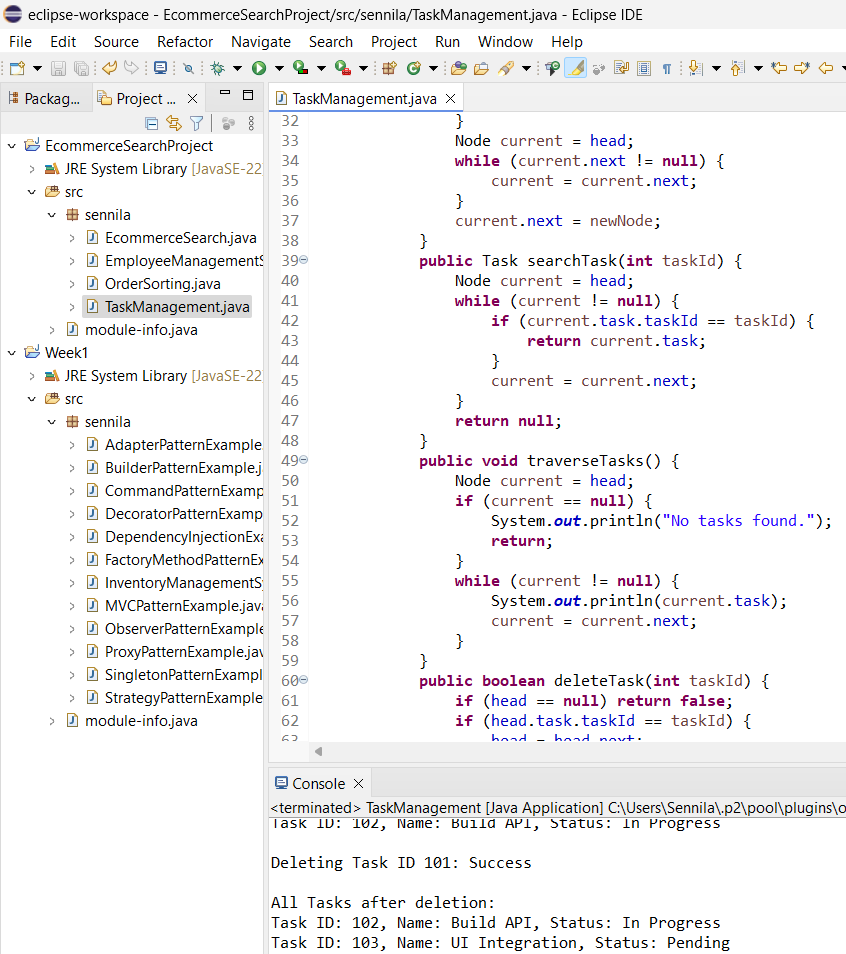 eclipse-workspace - EcommerceSearchProject/src/sennila/TaskManagement.java - Eclipse IDE
File Edit Source Refactor Navigate Search Project Run Window Help
Packag... Project ...
EcommerceSearchProject
JRE System Library [JavaSE-22
src
sennila
EcommerceSearch.java
EmployeeManagementS
OrderSorting.java
TaskManagement.java
module-info.java
Week1
JRE System Library [JavaSE-22
src
sennila
AdapterPatternExample
BuilderPatternExample.j
CommandPatternExamp
DecoratorPatternExamp
DependencyInjectionExa
FactoryMethodPatternEx
InventoryManagementSy
MVCPatternExample.java
ObserverPatternExample
ProxyPatternExample.jav
SingletonPatternExampl
StrategyPatternExample
module-info.java
TaskManagement.java
32 }
33 Node current = head;
34 while (current.next != null) {
35 current = current.next;
36 }
37 current.next = newNode;
38 }
39 public Task searchTask(int taskId) {
40 Node current = head;
41 while (current != null) {
42 if (current.task.taskId == taskId) {
43 return current.task;
44 }
45 current = current.next;
46 }
47 return null;
48 }
49 public void traverseTasks() {
50 Node current = head;
51 if (current == null) {
52 System.out.println("No tasks found.");
53 return;
54 }
55 while (current != null) {
56 System.out.println(current.task);
57 current = current.next;
58 }
59 }
60 public boolean deleteTask(int taskId) {
61 if (head == null) return false;
62 if (head.task.taskId == taskId) {
63 head = head.next;
Console
<terminated> TaskManagement [Java Application] C:\Users\Sennila\.p2\pool\plugins\o
Task ID: 102, Name: Build API, Status: In Progress
Deleting Task ID 101: Success
All Tasks after deletion:
Task ID: 102, Name: Build API, Status: In Progress
Task ID: 103, Name: UI Integration, Status: Pending